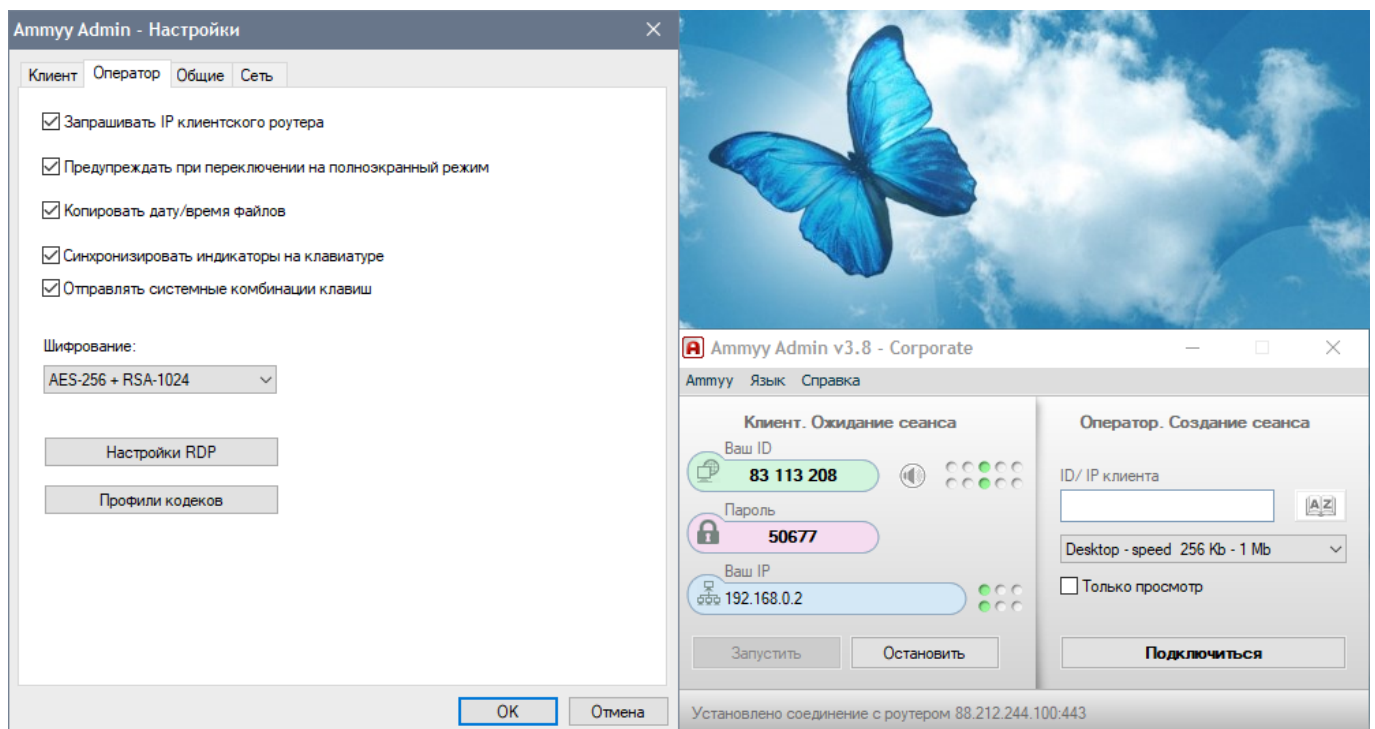 Ammyy Admin - Настройки
Клиент Оператор Общие Сеть
Запрашивать IP клиентского роутера
Предупреждать при переключении на полноэкранный режим
Копировать дату/время файлов
Синхронизировать индикаторы на клавиатуре
Отправлять системные комбинации клавиш
Шифрование:
AES-256 + RSA-1024
Настройки RDP
Профили кодеков
OK Отмена
Ammyy Admin v3.8 - Corporate
Ammyy Язык Справка
Клиент. Ожидание сеанса
Ваш ID
83 113 208
Пароль
50677
Ваш IP
192.168.0.2
Запустить Остановить
Оператор. Создание сеанса
ID/ IP клиента
AZ
Desktop - speed 256 Kb - 1 Mb
Только просмотр
Подключиться
Установлено соединение с роутером 88.212.244.100:443